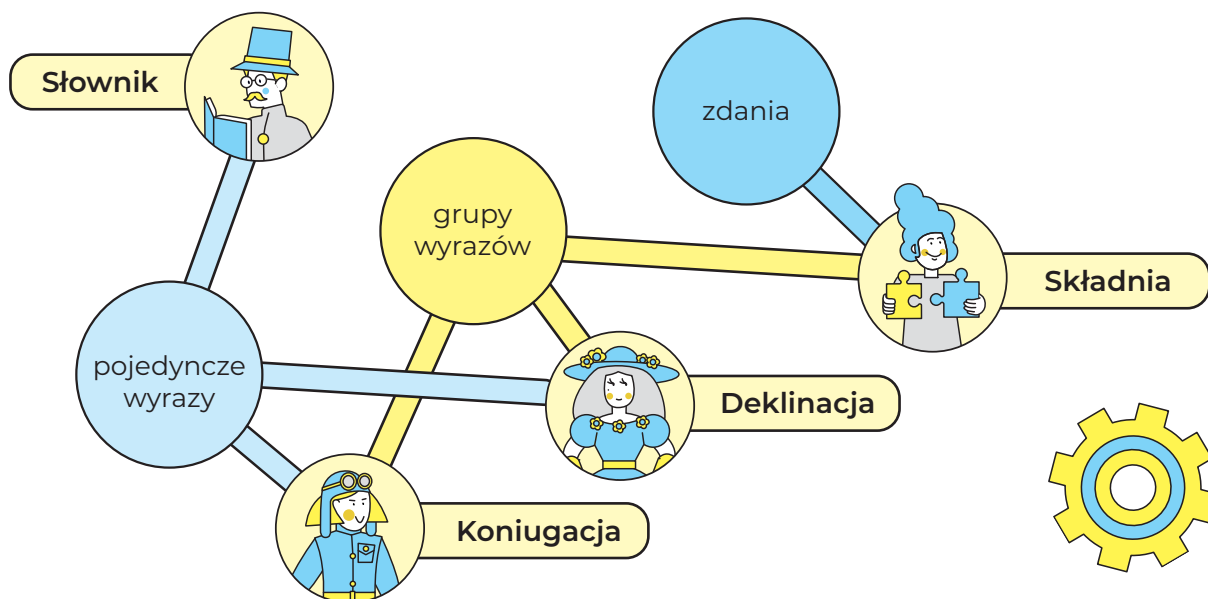 Słownik
zdania
grupy
wyrazów
Składnia
pojedyncze
wyrazy
Deklinacja
Koniugacja